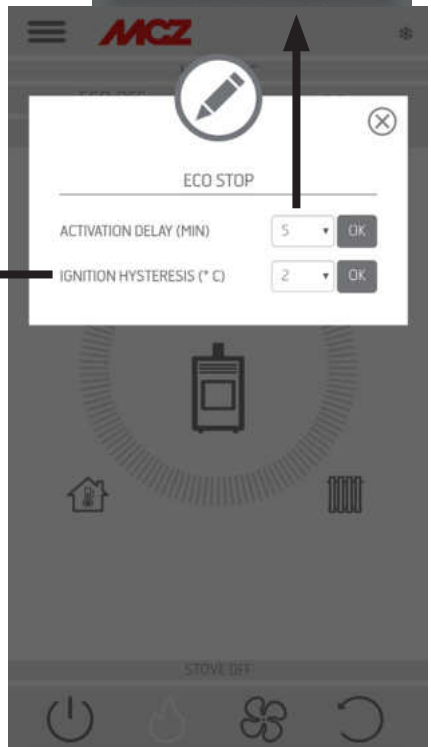 MCZ
ECO STOP
ACTIVATION DELAY (MIN) 5 OK
IGNITION HYSTERESIS (° C) 2 OK
STOVE OFF